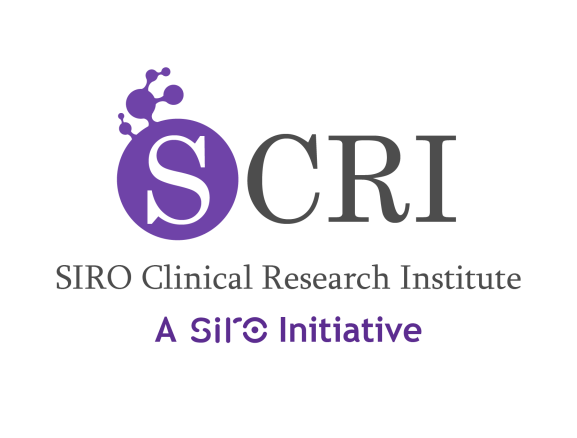 SCRI
SIRO Clinical Research Institute
A siro Initiative